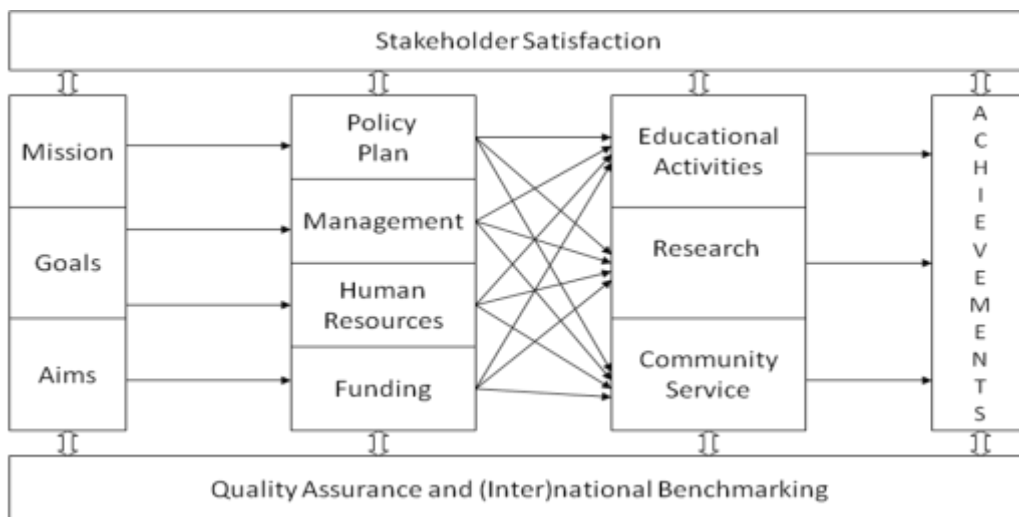 Stakeholder Satisfaction
Mission
Goals
Aims
Policy
Plan
Management
Human
Resources
Funding
Educational
Activities
Research
Community
Service
A
C
H
I
E
V
E
M
E
N
T
S
Quality Assurance and (Inter)national Benchmarking